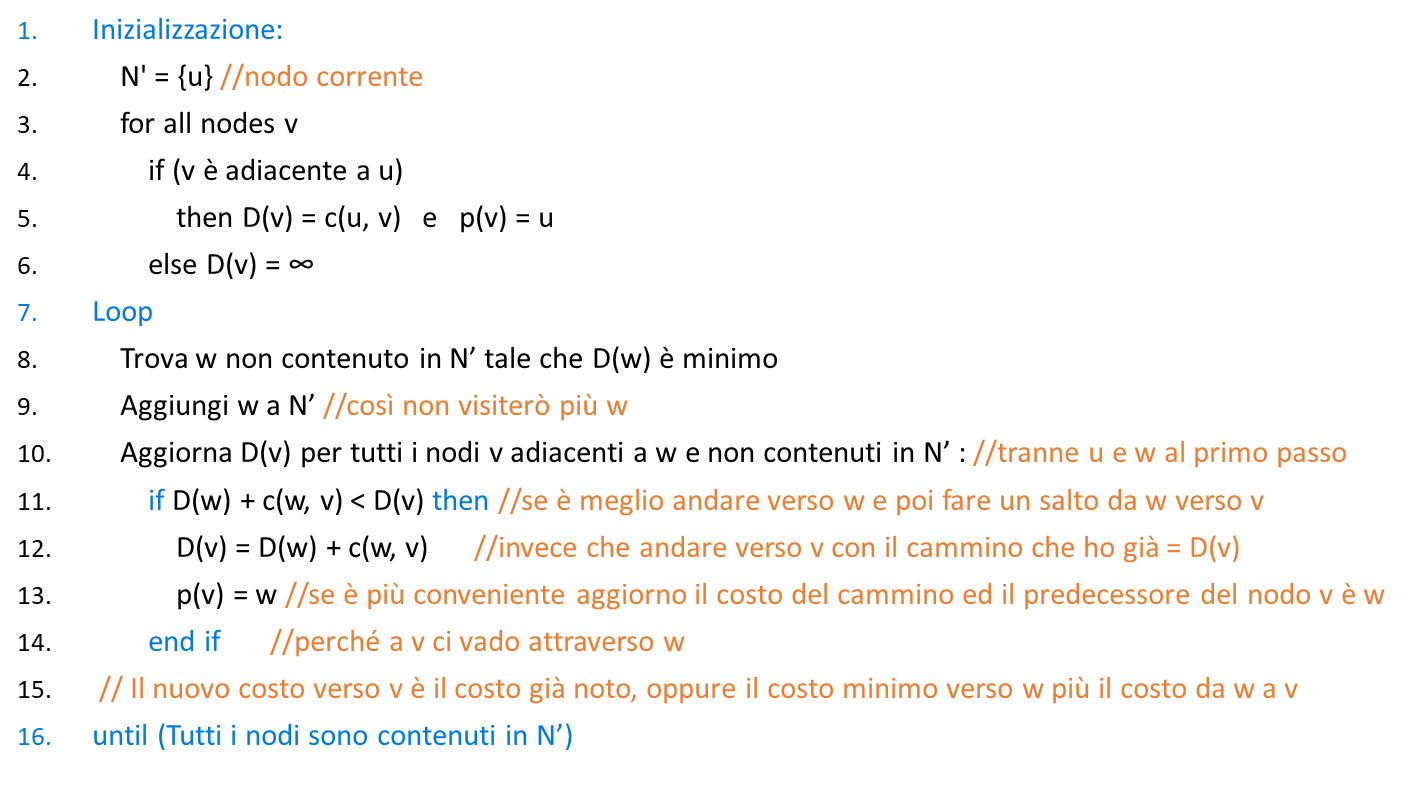 1. Inizializzazione:
2. N' = {u} //nodo corrente
3. for all nodes v
4. if (v è adiacente a u)
5. then D(v) = c(u, v) e p(v) = u
6. else D(v) = ∞
7. Loop
8. Trova w non contenuto in N’ tale che D(w) è minimo
9. Aggiungi w a N’ //così non visiterò più w
10. Aggiorna D(v) per tutti i nodi v adiacenti a w e non contenuti in N’ : //tranne u e w al primo passo
11. if D(w) + c(w, v) < D(v) then //se è meglio andare verso w e poi fare un salto da w verso v
12. D(v) = D(w) + c(w, v) //invece che andare verso v con il cammino che ho già = D(v)
13. p(v) = w //se è più conveniente aggiorno il costo del cammino ed il predecessore del nodo v è w
14. end if //perché a v ci vado attraverso w
15. // Il nuovo costo verso v è il costo già noto, oppure il costo minimo verso w più il costo da w a v
16. until (Tutti i nodi sono contenuti in N’)